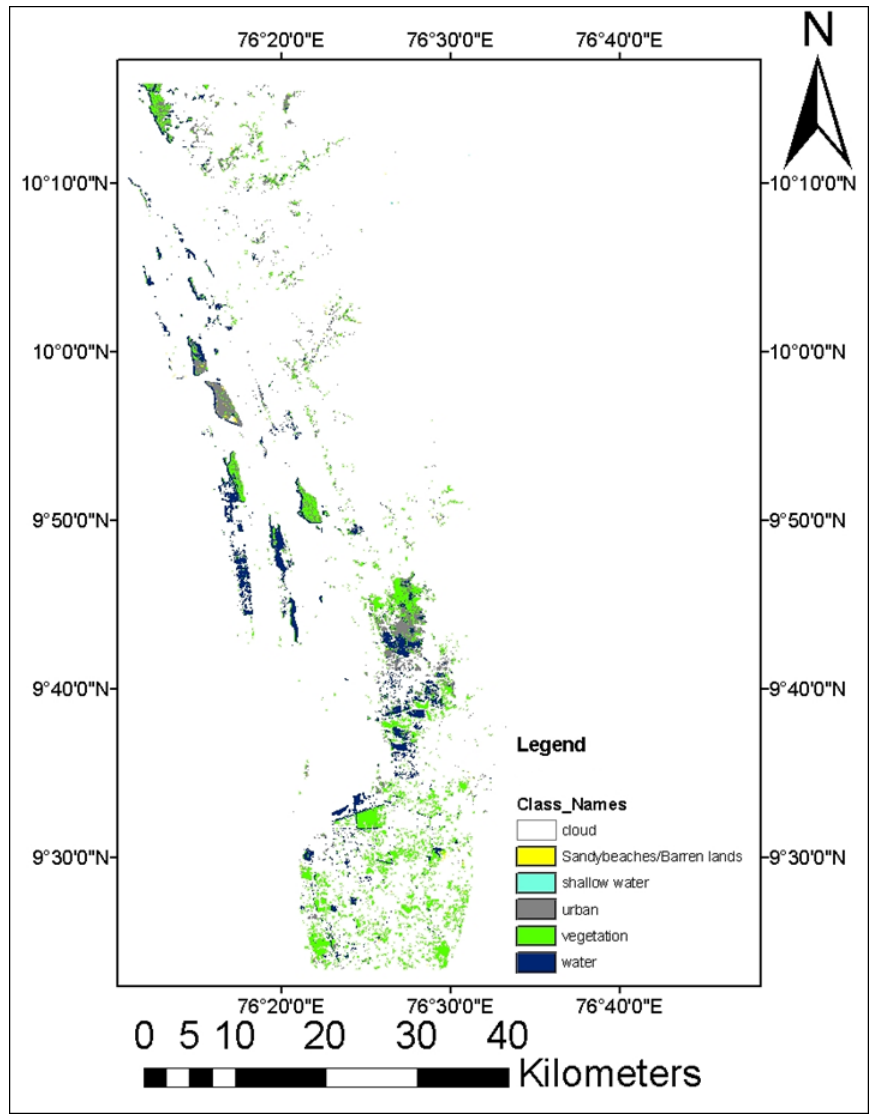 76°20'0"E 76°30'0"E 76°40'0"E
N
10°10'0"N 10°10'0"N
10°0'0"N 10°0'0"N
9°50'0"N 9°50'0"N
9°40'0"N 9°40'0"N
Legend
Class_Names
cloud
Sandybeaches/Barren lands
shallow water
urban
vegetation
water
9°30'0"N 9°30'0"N
76°20'0"E 76°30'0"E 76°40'0"E
0 5 10 20 30 40
Kilometers